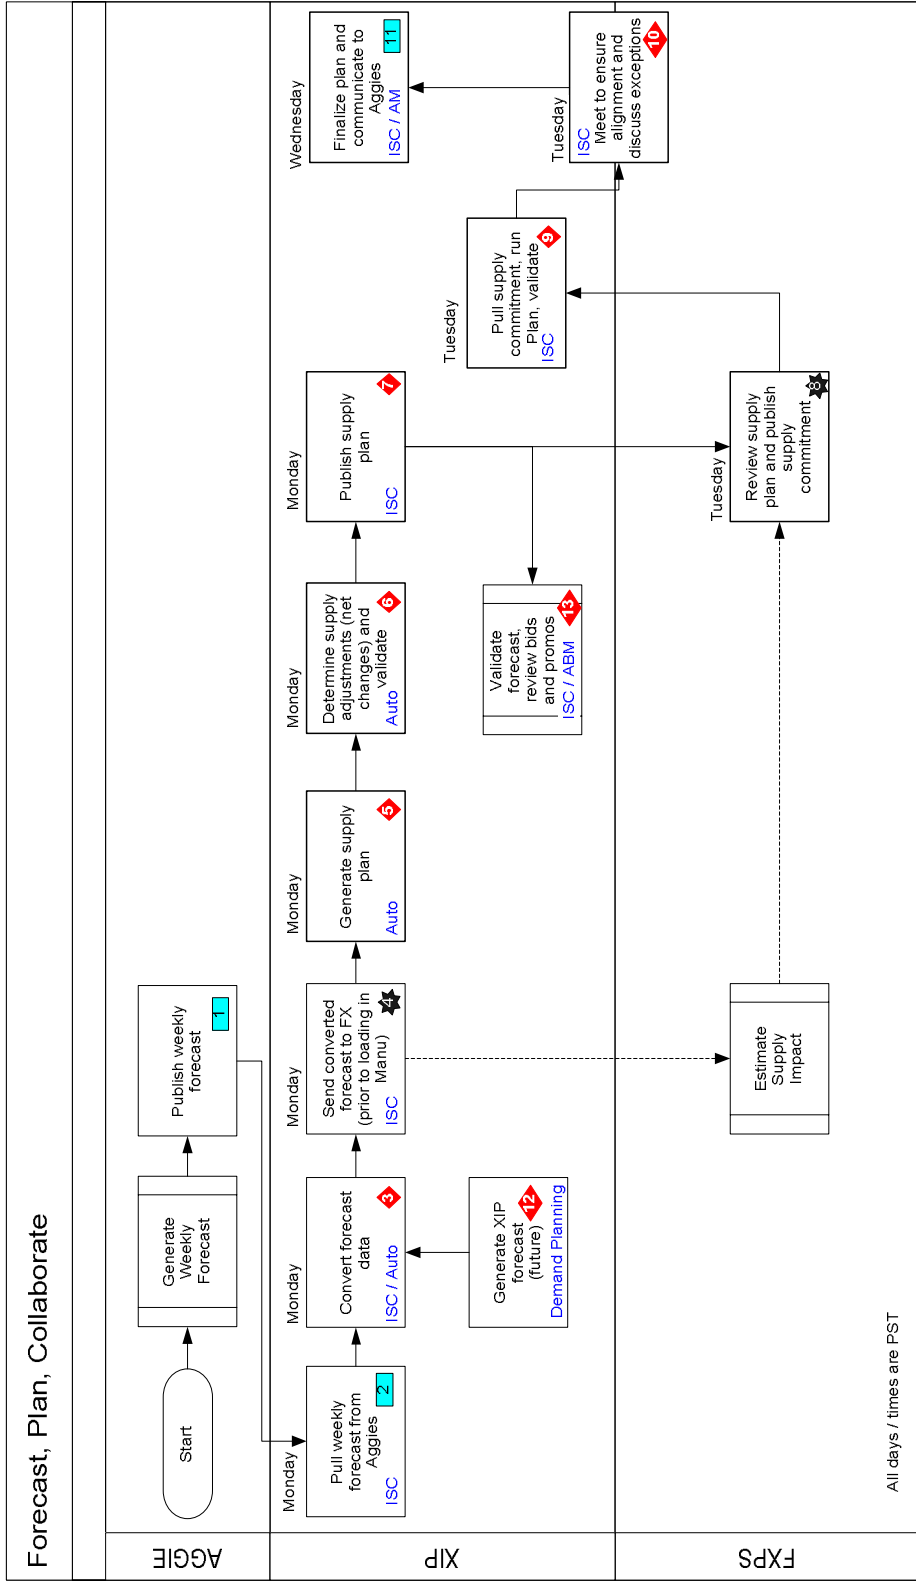 Forecast, Plan, Collaborate
AGGIE
Start
Generate
Weekly
Forecast
Publish weekly
forecast
1
XIP
Monday
Pull weekly
forecast from
Aggies
2
ISC
Monday
Convert forecast
data
3
ISC / Auto
Generate XIP
forecast
(future)
12
Demand Planning
Monday
Send converted
forecast to FX
(prior to loading in
Manu)
4
ISC
Monday
Generate supply
plan
5
Auto
Monday
Determine supply
adjustments (net
changes) and
validate
6
Auto
Monday
Publish supply
plan
7
ISC
Validate
forecast,
review bids
and promos
13
ISC / ABM
Tuesday
Pull supply
commitment, run
Plan, validate
9
ISC
Wednesday
Finalize plan and
communicate to
Aggies
11
ISC / AM
Tuesday
ISC
Meet to ensure
alignment and
discuss exceptions
10
FXPS
Estimate
Supply
Impact
Tuesday
Review supply
plan and publish
supply
commitment
8
All days / times are PST